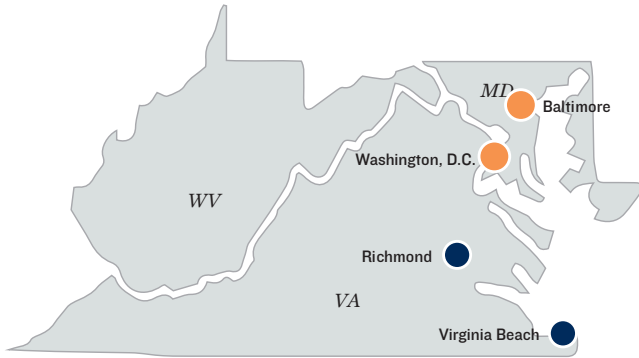 MD
Baltimore
Washington, D.C.
WV
Richmond
VA
Virginia Beach